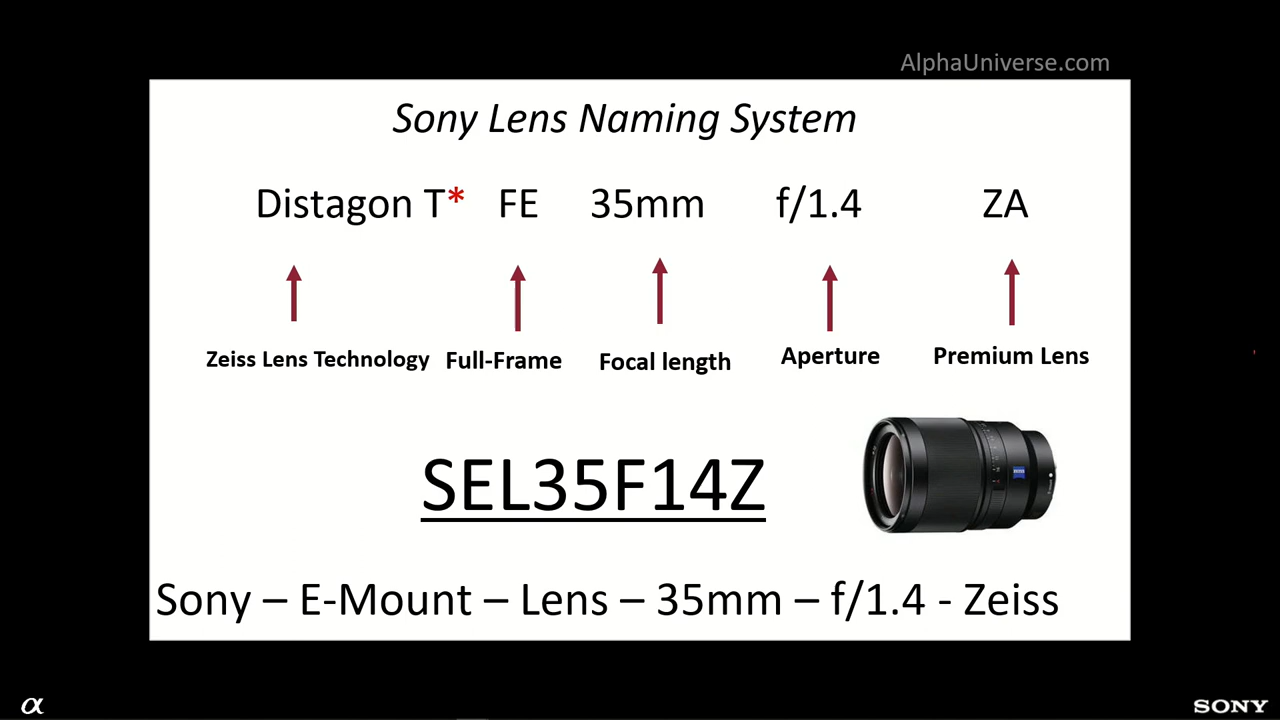 AlphaUniverse.com
Sony Lens Naming System
Distagon T* FE 35mm f/1.4 ZA
Zeiss Lens Technology Full-Frame Focal length Aperture Premium Lens
SEL35F14Z
ZEISS
Sony – E-Mount – Lens – 35mm – f/1.4 - Zeiss
α SONY